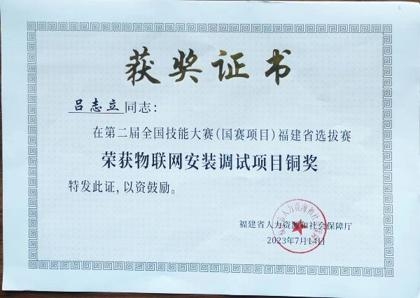 获奖证书
吕志立同志：
在第二届全国技能大赛（国赛项目）福建省选拔赛
荣获物联网安装调试项目铜奖
特发此证，以资鼓励。
福建省人力资源和社会保障厅
2023年7月14日